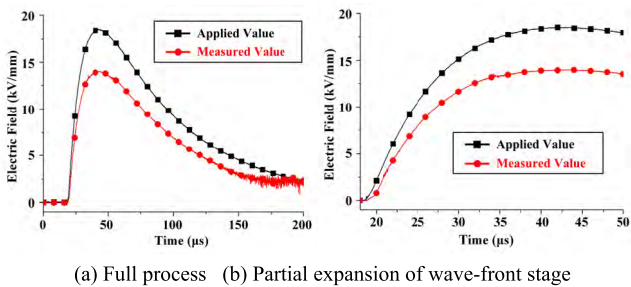 20
15
10
5
0
Electric Field (kV/mm)
Applied Value
Measured Value
0 50 100 150 200
Time (μs)
20
15
10
5
0
Electric Field (kV/mm)
Applied Value
Measured Value
20 25 30 35 40 45 50
Time (μs)
(a) Full process (b) Partial expansion of wave-front stage